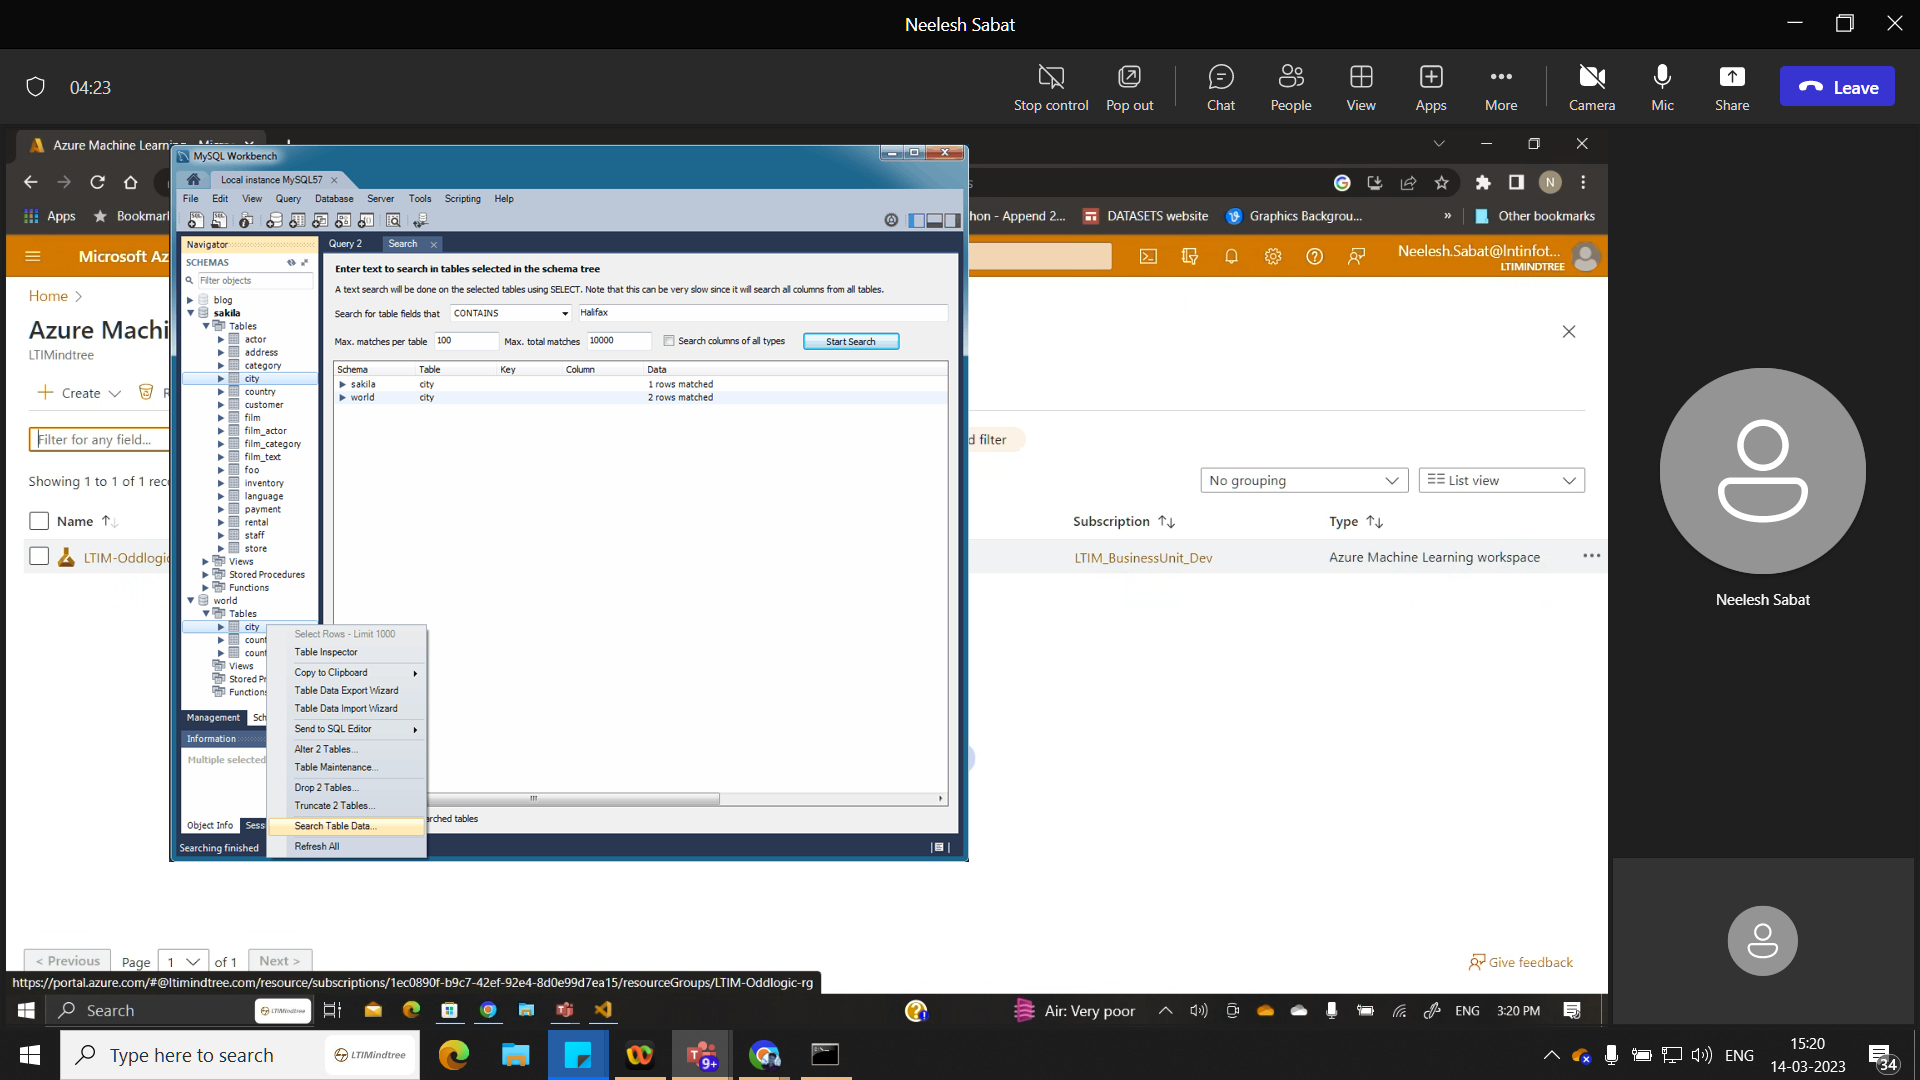 Neelesh Sabat
04:23
Stop control
Pop out
Chat
People
View
Apps
More
Camera
Mic
Share
Leave
Azure Machine Learning
MySQL Workbench
Local instance MySQL57
File Edit View Query Database Server Tools Scripting Help
Apps
Bookmar
hon - Append 2...
DATASETS website
Graphics Backgrou...
»
Other bookmarks
N
Microsoft Az
Neelesh.Sabat@lntinfot...
LTIMINDTREE
Home >
Azure Machi
LTIMindtree
Create
Filter for any field...
Showing 1 to 1 of 1 rec
Name
LTIM-Oddlogic
Navigator
SCHEMAS
Filter objects
blog
sakila
Tables
actor
address
category
city
country
customer
film
film_actor
film_category
film_text
foo
inventory
language
payment
rental
staff
store
Views
Stored Procedures
Functions
world
Tables
city
count
count
Views
Stored Pr
Functions
Management
Sch
Information
Multiple selected
Object Info
Sess
Searching finished
Query 2
Search
Enter text to search in tables selected in the schema tree
A text search will be done on the selected tables using SELECT. Note that this can be very slow since it will search all columns from all tables.
Search for table fields that CONTAINS Halifax
Max. matches per table 100 Max. total matches 10000 Search columns of all types Start Search
Schema Table Key Column Data
sakila city 1 rows matched
world city 2 rows matched
arched tables
Select Rows - Limit 1000
Table Inspector
Copy to Clipboard
Table Data Export Wizard
Table Data Import Wizard
Send to SQL Editor
Alter 2 Tables...
Table Maintenance...
Drop 2 Tables...
Truncate 2 Tables...
Search Table Data...
Refresh All
d filter
No grouping
List view
Subscription
Type
LTIM_BusinessUnit_Dev
Azure Machine Learning workspace
Neelesh Sabat
< Previous
Page 1 of 1
Next >
Give feedback
https://portal.azure.com/#@ltimindtree.com/resource/subscriptions/1ec0890f-b9c7-42ef-92e4-8d0e99d7ea15/resourceGroups/LTIM-Oddlogic-rg
Search
LTIMindtree
Air: Very poor
ENG
3:20 PM
Type here to search
LTIMindtree
9+
ENG
15:20
14-03-2023
34